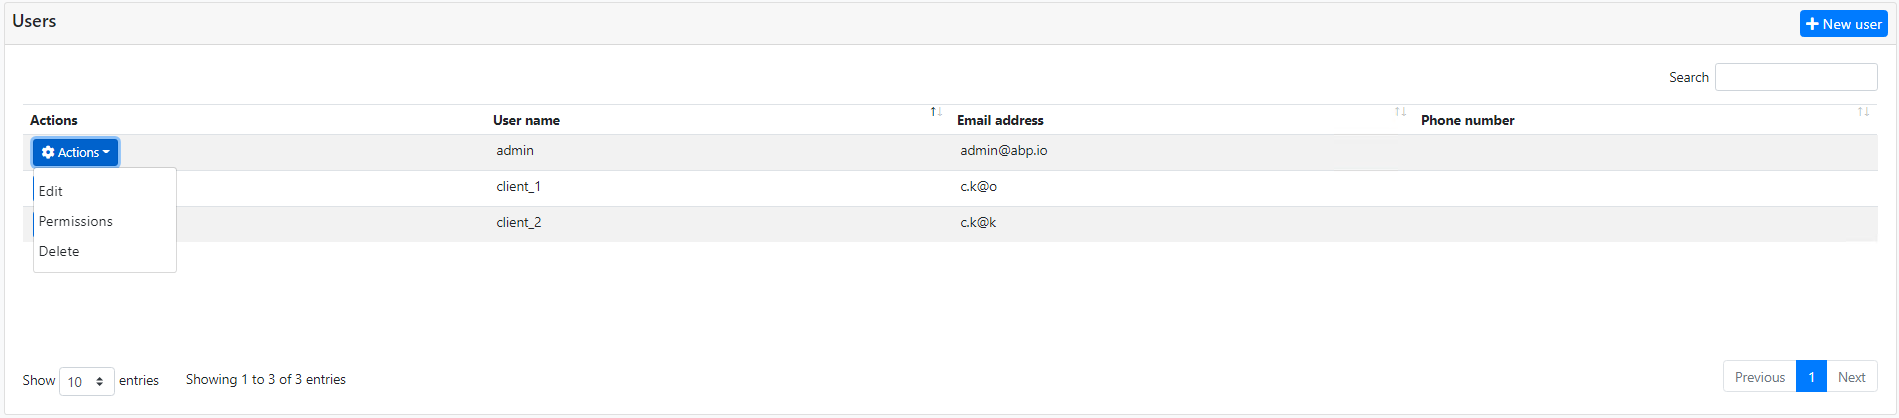 Users
New user
Search
Actions User name Email address Phone number
Actions admin admin@abp.io
Edit client_1 c.k@o
Permissions client_2 c.k@k
Delete
Show 10 entries Showing 1 to 3 of 3 entries Previous 1 Next